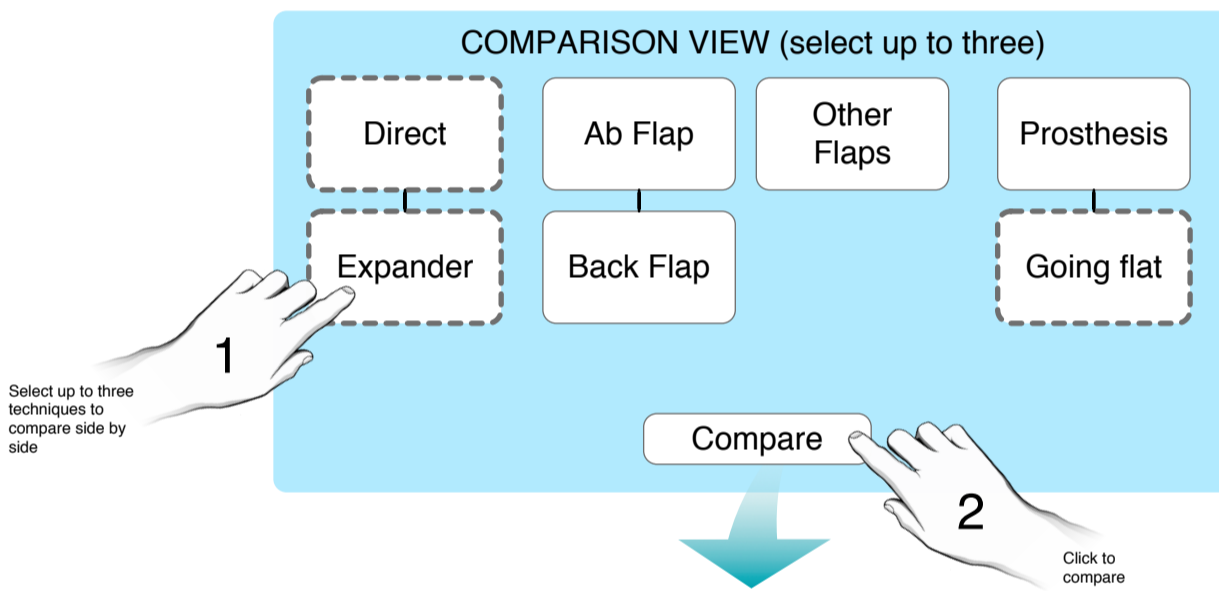 COMPARISON VIEW (select up to three)
Direct
Ab Flap
Other
Flaps
Prosthesis
Expander
Back Flap
Going flat
1
Select up to three
techniques to
compare side by
side
Compare
2
Click to
compare